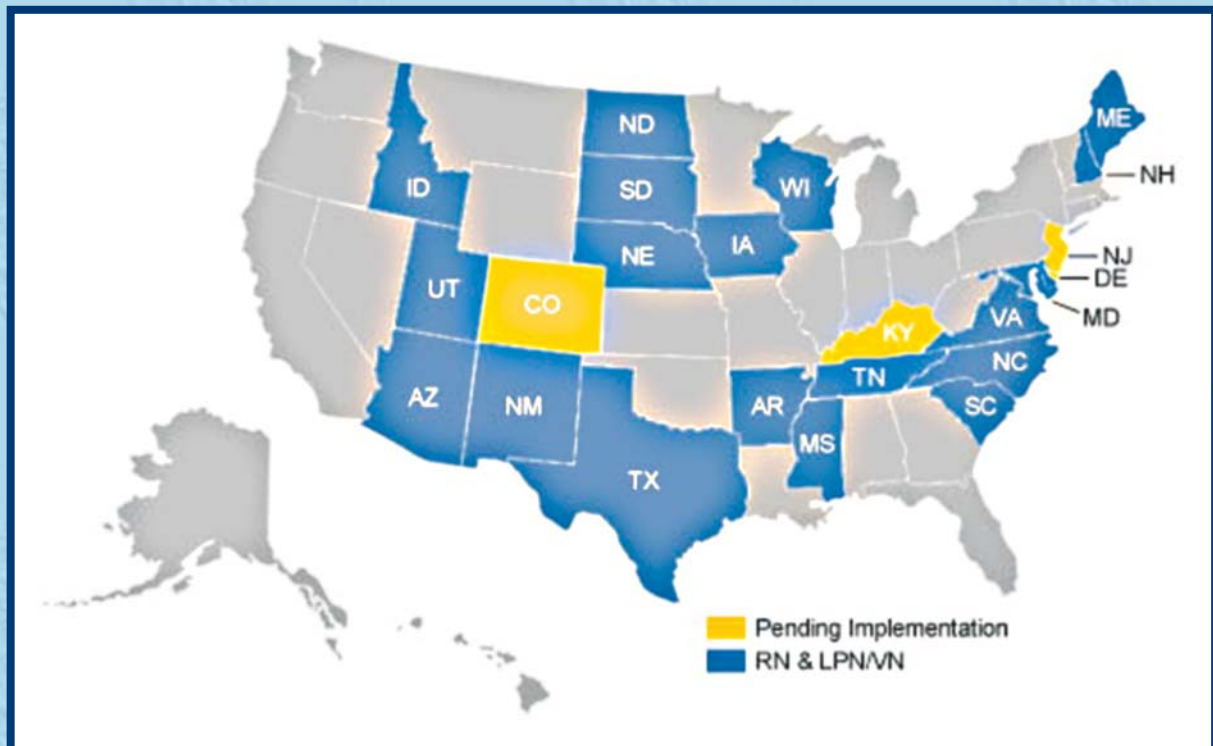 ND
ME
ID
SD
WI
NH
NE
IA
NJ
UT
CO
DE
VA
MD
KY
NC
TN
AZ
NM
AR
SC
MS
TX
Pending Implementation
RN & LPN/VN